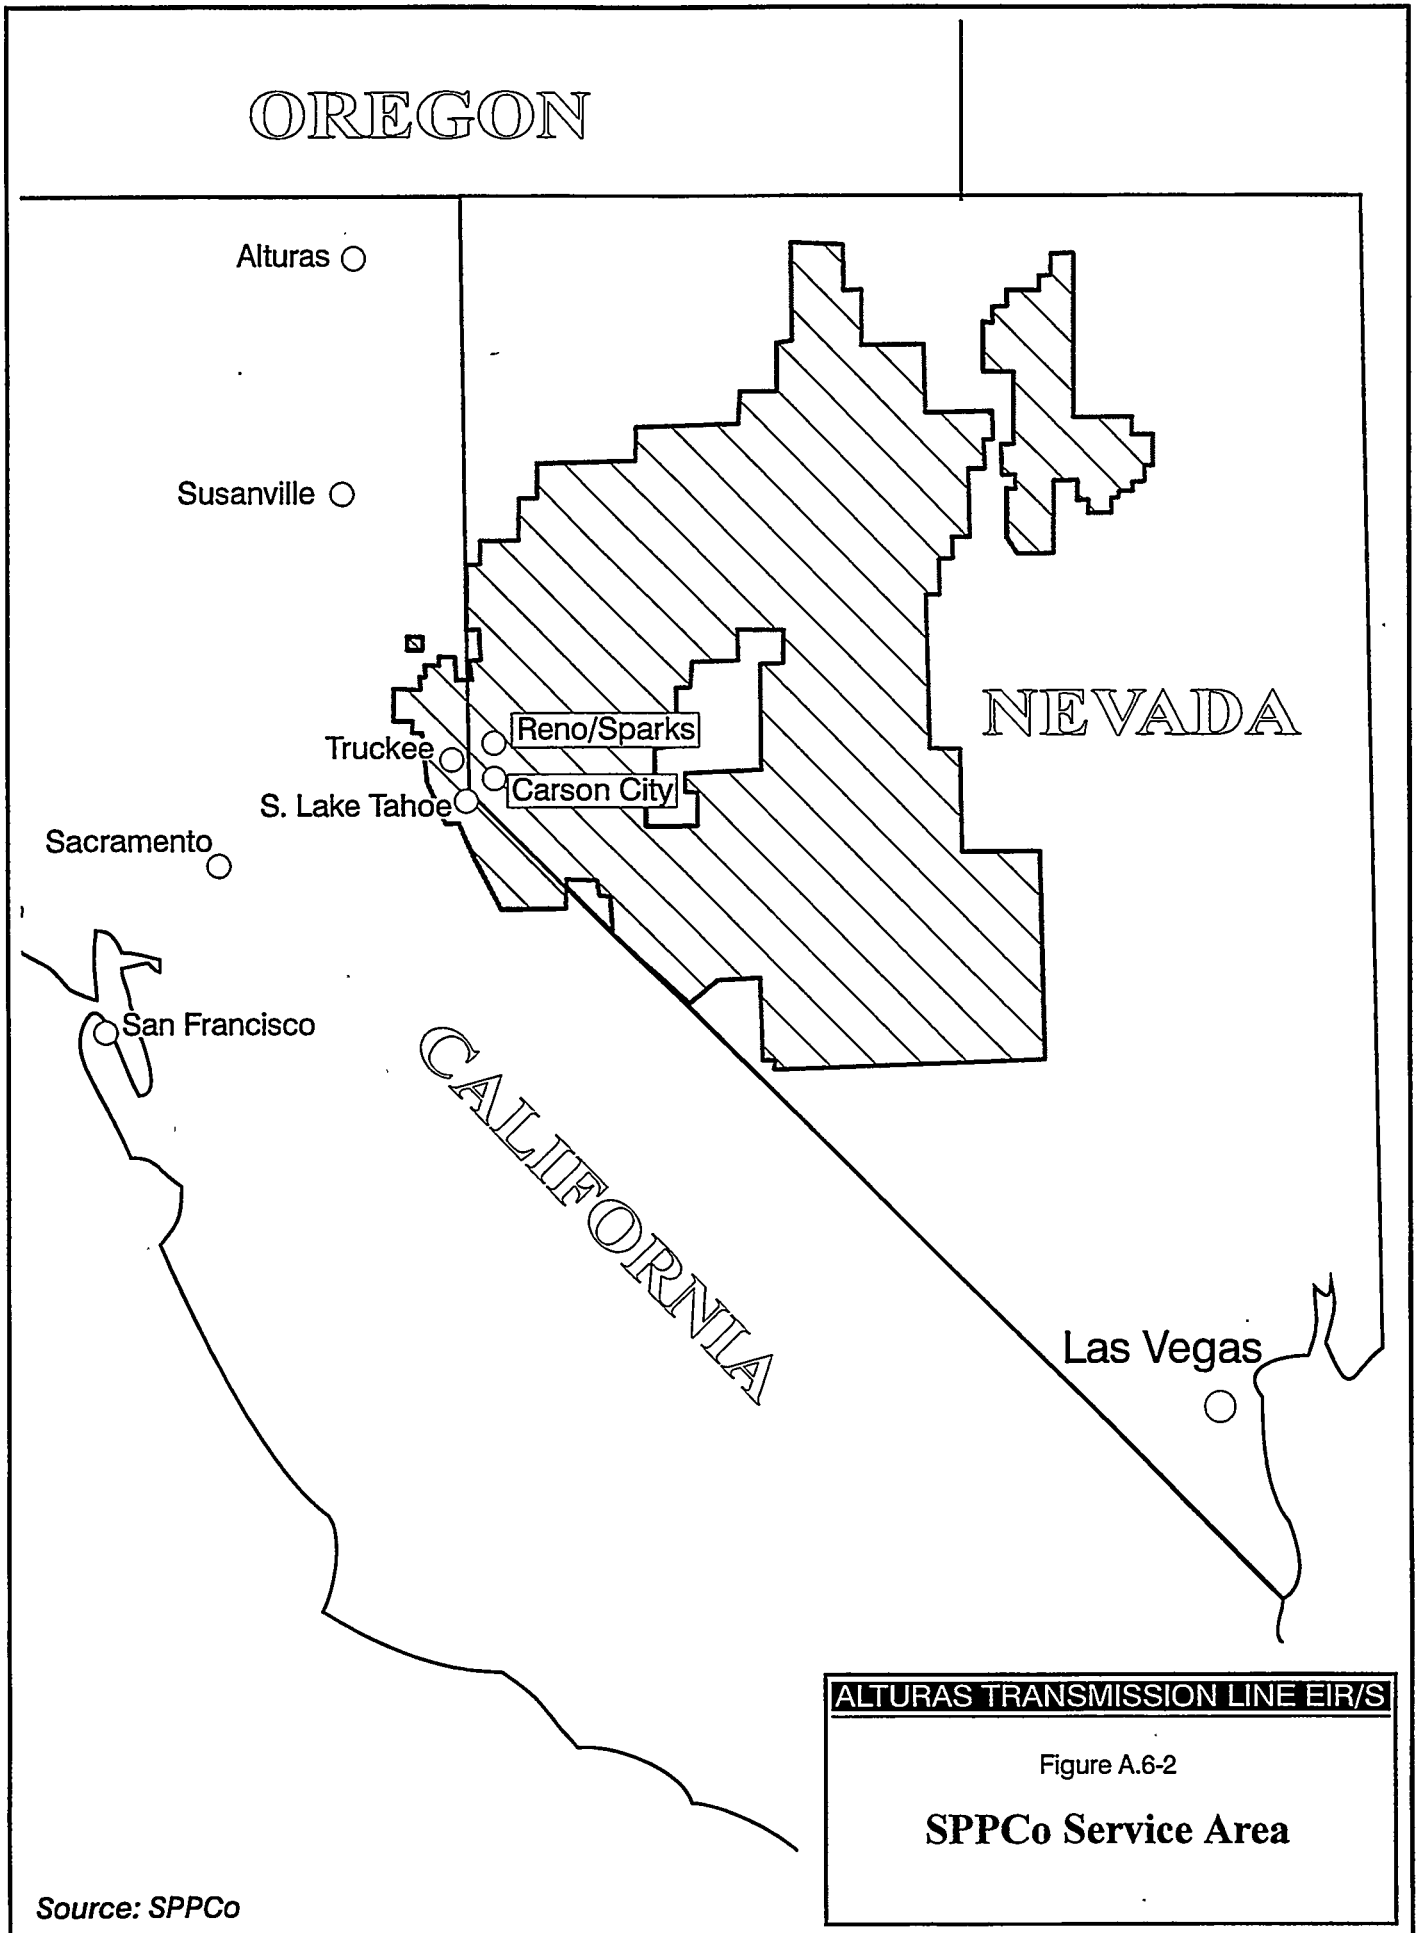 OREGON
Alturas
Susanville
NEVADA
Reno/Sparks
Truckee
Carson City
S. Lake Tahoe
Sacramento
San Francisco
CALIFORNIA
Las Vegas
ALTURAS TRANSMISSION LINE EIR/S
Figure A.6-2
SPPCo Service Area
Source: SPPCo